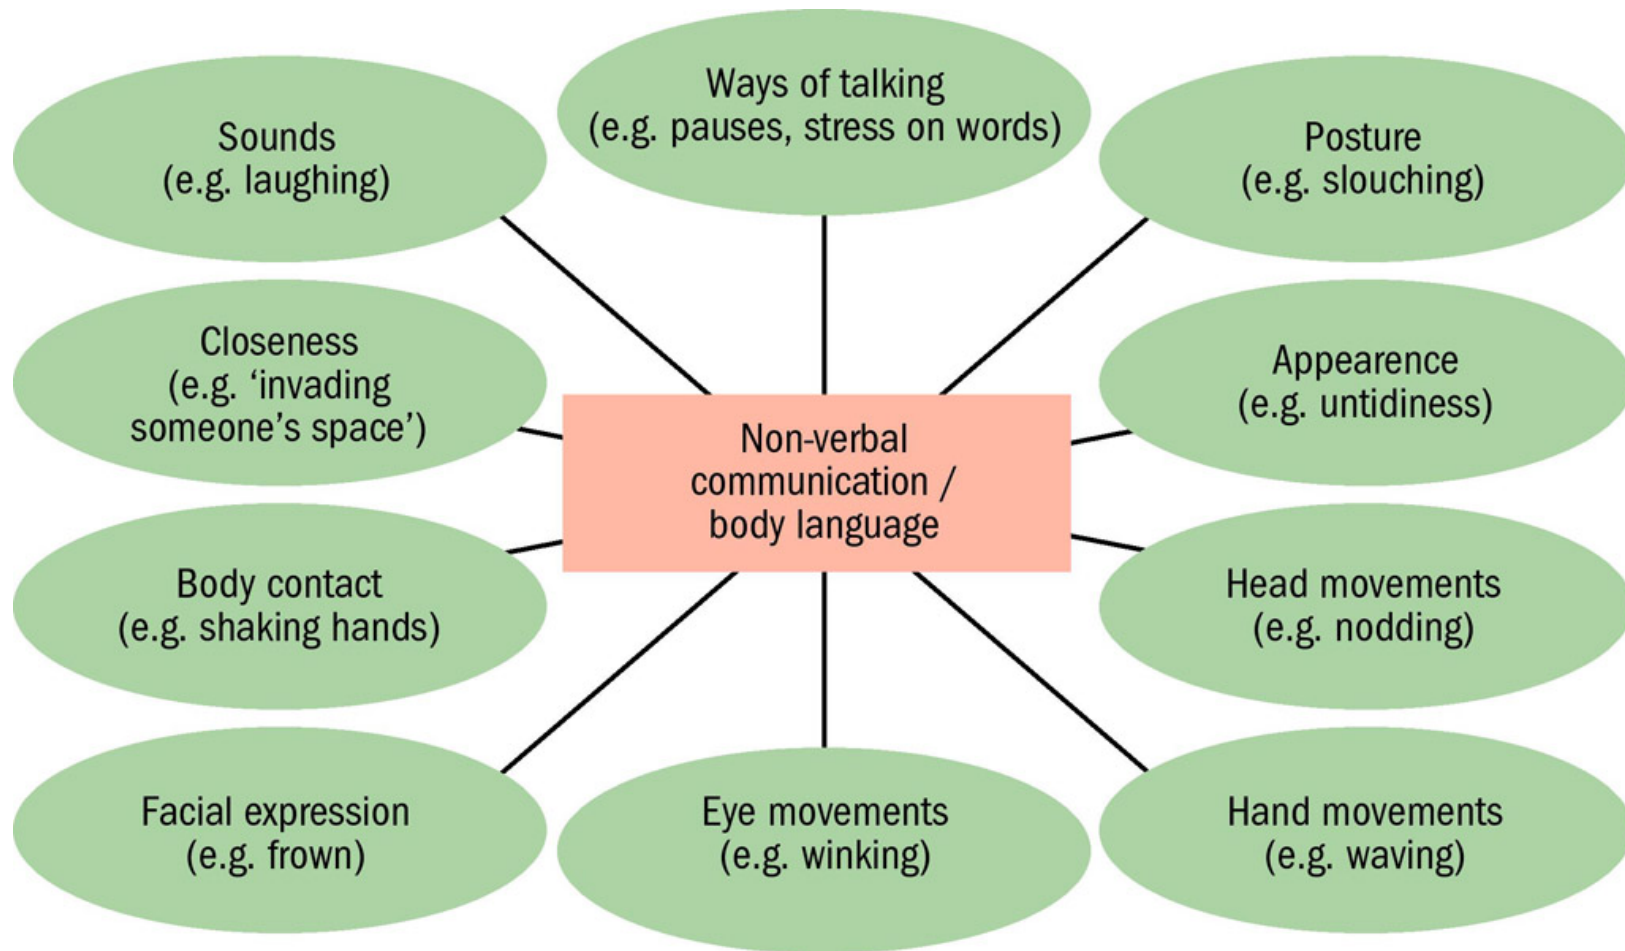 Ways of talking
(e.g. pauses, stress on words)
Sounds
(e.g. laughing)
Posture
(e.g. slouching)
Closeness
(e.g. ‘invading
someone’s space’)
Appearence
(e.g. untidiness)
Non-verbal
communication /
body language
Body contact
(e.g. shaking hands)
Head movements
(e.g. nodding)
Facial expression
(e.g. frown)
Eye movements
(e.g. winking)
Hand movements
(e.g. waving)